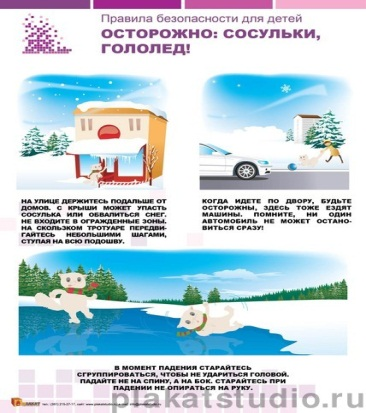 Правила безопасности для детей
ОСТОРОЖНО: СОСУЛЬКИ,
ГОЛОЛЕД!
НА УЛИЦЕ ДЕРЖИТЕСЬ ПОДАЛЬШЕ ОТ
ДОМОВ. С КРЫШИ МОЖЕТ УПАСТЬ
СОСУЛЬКА ИЛИ ОБВАЛИТЬСЯ СНЕГ.
НЕ ВХОДИТЕ В ОГРАЖДЕННЫЕ ЗОНЫ.
НА СКОЛЬЗКОМ ТРОТУАРЕ ПЕРЕДВИ-
ГАЙТЕСЬ НЕБОЛЬШИМИ ШАГАМИ,
СТУПАЯ НА ВСЮ ПОДОШВУ.
КОГДА ИДЕТЕ ПО ДВОРУ, БУДЬТЕ
ОСТОРОЖНЫ, ЗДЕСЬ ТОЖЕ ЕЗДЯТ
МАШИНЫ. ПОМНИТЕ, НИ ОДИН
АВТОМОБИЛЬ НЕ МОЖЕТ ОСТАНО-
ВИТЬСЯ СРАЗУ!
В МОМЕНТ ПАДЕНИЯ СТАРАЙТЕСЬ
СГРУППИРОВАТЬСЯ, ЧТОБЫ НЕ УДАРИТЬСЯ ГОЛОВОЙ.
ПАДАЙТЕ НЕ НА СПИНУ, А НА БОК. СТАРАЙТЕСЬ ПРИ
ПАДЕНИИ НЕ ОПИРАТЬСЯ НА РУКУ.
plakatstudio.ru